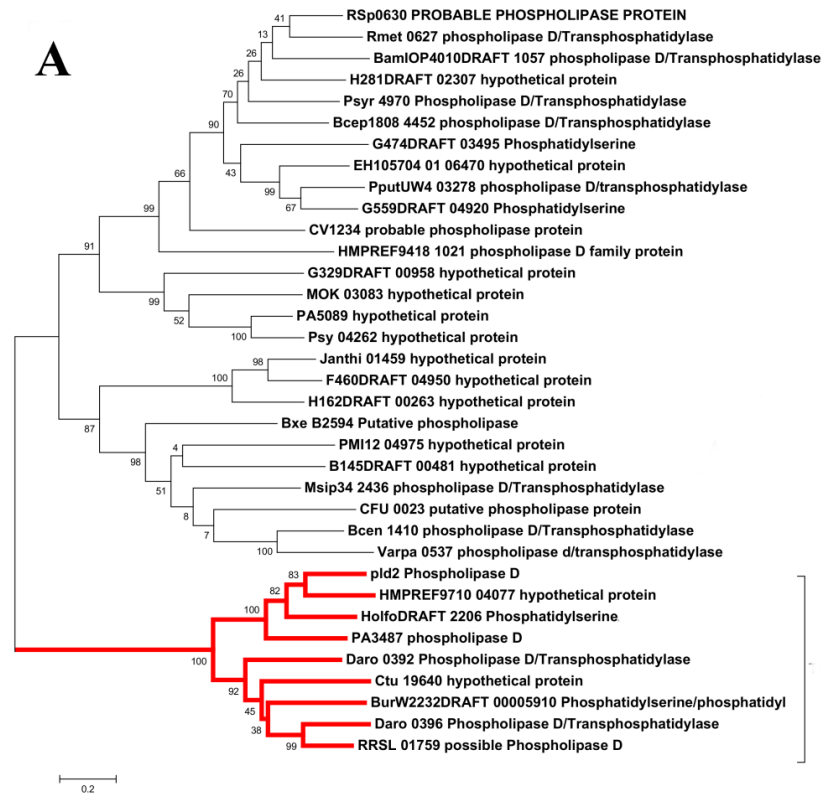 A
RSp0630 PROBABLE PHOSPHOLIPASE PROTEIN
41
Rmet 0627 phospholipase D/Transphosphatidylase
13
BamIOP4010DRAFT 1057 phospholipase D/Transphosphatidylase
26
H281DRAFT 02307 hypothetical protein
26
Psyr 4970 Phospholipase D/Transphosphatidylase
70
Bcep1808 4452 phospholipase D/Transphosphatidylase
90
G474DRAFT 03495 Phosphatidylserine
43
EH105704 01 06470 hypothetical protein
66
99
PputUW4 03278 phospholipase D/transphosphatidylase
67
G559DRAFT 04920 Phosphatidylserine
99
CV1234 probable phospholipase protein
91
HMPREF9418 1021 phospholipase D family protein
G329DRAFT 00958 hypothetical protein
99
MOK 03083 hypothetical protein
52
PA5089 hypothetical protein
100
Psy 04262 hypothetical protein
98
Janthi 01459 hypothetical protein
100
F460DRAFT 04950 hypothetical protein
H162DRAFT 00263 hypothetical protein
87
Bxe B2594 Putative phospholipase
98
4
PMI12 04975 hypothetical protein
51
B145DRAFT 00481 hypothetical protein
8
Msip34 2436 phospholipase D/Transphosphatidylase
7
CFU 0023 putative phospholipase protein
Bcen 1410 phospholipase D/Transphosphatidylase
100
Varpa 0537 phospholipase d/transphosphatidylase
83
pld2 Phospholipase D
82
HMPREF9710 04077 hypothetical protein
100
HolfoDRAFT 2206 Phosphatidylserine
PA3487 phospholipase D
100
Daro 0392 Phospholipase D/Transphosphatidylase
92
Ctu 19640 hypothetical protein
45
BurW2232DRAFT 00005910 Phosphatidylserine/phosphatidyl
38
Daro 0396 Phospholipase D/Transphosphatidylase
99
RRSL 01759 possible Phospholipase D
0.2